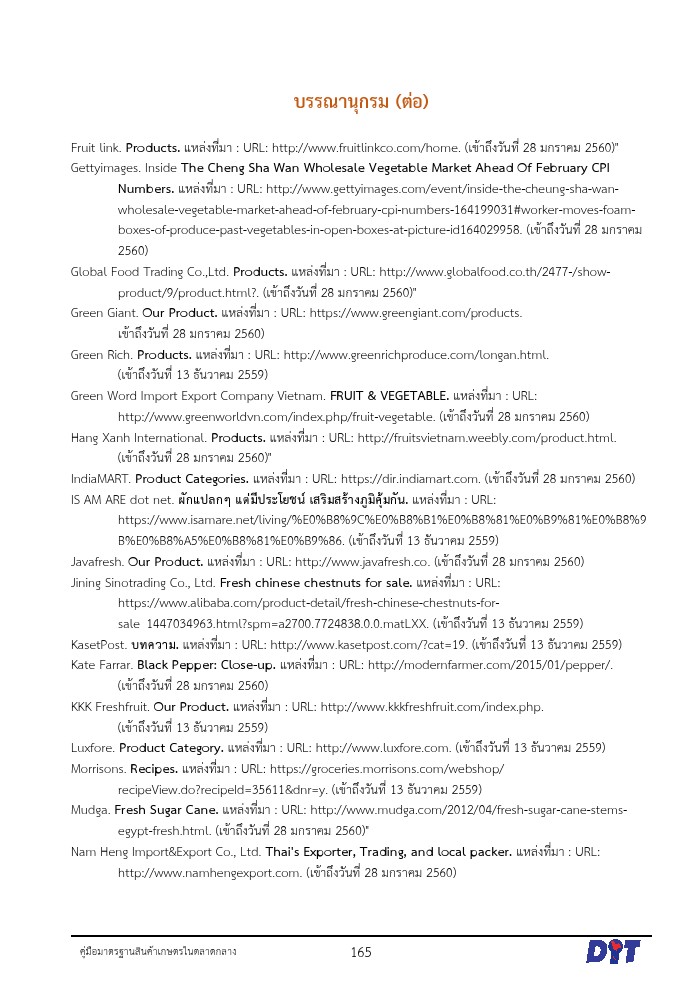 บรรณานุกรม (ต่อ)
Fruit link. Products. แหล่งที่มา : URL: http://www.fruitlinkco.com/home. (เข้าถึงวันที่ 28 มกราคม 2560)"
Gettyimages. Inside The Cheng Sha Wan Wholesale Vegetable Market Ahead Of February CPI
Numbers. แหล่งที่มา : URL: http://www.gettyimages.com/event/inside-the-cheung-sha-wan-
wholesale-vegetable-market-ahead-of-february-cpi-numbers-164199031#worker-moves-foam-
boxes-of-produce-past-vegetables-in-open-boxes-at-picture-id164029958. (เข้าถึงวันที่ 28 มกราคม
2560)
Global Food Trading Co.,Ltd. Products. แหล่งที่มา : URL: http://www.globalfood.co.th/2477-/show-
product/9/product.html?. (เข้าถึงวันที่ 28 มกราคม 2560)"
Green Giant. Our Product. แหล่งที่มา : URL: https://www.greengiant.com/products.
เข้าถึงวันที่ 28 มกราคม 2560)
Green Rich. Products. แหล่งที่มา : URL: http://www.greenrichproduce.com/longan.html.
(เข้าถึงวันที่ 13 ธันวาคม 2559)
Green Word Import Export Company Vietnam. FRUIT & VEGETABLE. แหล่งที่มา : URL:
http://www.greenworldvn.com/index.php/fruit-vegetable. (เข้าถึงวันที่ 28 มกราคม 2560)
Hang Xanh International. Products. แหล่งที่มา : URL: http://fruitsvietnam.weebly.com/product.html.
(เข้าถึงวันที่ 28 มกราคม 2560)"
IndiaMART. Product Categories. แหล่งที่มา : URL: https://dir.indiamart.com. (เข้าถึงวันที่ 28 มกราคม 2560)
IS AM ARE dot net. ผักแปลกๆ แต่มีประโยชน์ เสริมสร้างภูมิคุ้มกัน. แหล่งที่มา : URL:
https://www.isamare.net/living/%E0%B8%9C%E0%B8%B1%E0%B8%81%E0%B9%81%E0%B8%9
B%E0%B8%A5%E0%B8%81%E0%B9%86. (เข้าถึงวันที่ 13 ธันวาคม 2559)
Javafresh. Our Product. แหล่งที่มา : URL: http://www.javafresh.co. (เข้าถึงวันที่ 28 มกราคม 2560)
Jining Sinotrading Co., Ltd. Fresh chinese chestnuts for sale. แหล่งที่มา : URL:
https://www.alibaba.com/product-detail/fresh-chinese-chestnuts-for-
sale 1447034963.html?spm=a2700.7724838.0.0.matLXX. (เข้าถึงวันที่ 13 ธันวาคม 2559)
KasetPost. บทความ. แหล่งที่มา : URL: http://www.kasetpost.com/?cat=19. (เข้าถึงวันที่ 13 ธันวาคม 2559)
Kate Farrar. Black Pepper: Close-up. แหล่งที่มา : URL: http://modernfarmer.com/2015/01/pepper/.
(เข้าถึงวันที่ 28 มกราคม 2560)
KKK Freshfruit. Our Product. แหล่งที่มา : URL: http://www.kkkfreshfruit.com/index.php.
(เข้าถึงวันที่ 13 ธันวาคม 2559)
Luxfore. Product Category. แหล่งที่มา : URL: http://www.luxfore.com. (เข้าถึงวันที่ 13 ธันวาคม 2559)
Morrisons. Recipes. แหล่งที่มา : URL: https://groceries.morrisons.com/webshop/
recipeView.do?recipeId=35611&dnr=y. (เข้าถึงวันที่ 13 ธันวาคม 2559)
Mudga. Fresh Sugar Cane. แหล่งที่มา : URL: http://www.mudga.com/2012/04/fresh-sugar-cane-stems-
egypt-fresh.html. (เข้าถึงวันที่ 28 มกราคม 2560)"
Nam Heng Import&Export Co., Ltd. Thai's Exporter, Trading, and local packer. แหล่งที่มา : URL:
http://www.namhengexport.com. (เข้าถึงวันที่ 28 มกราคม 2560)
คู่มือมาตรฐานสินค้าเกษตรในตลาดกลาง
165
DIT